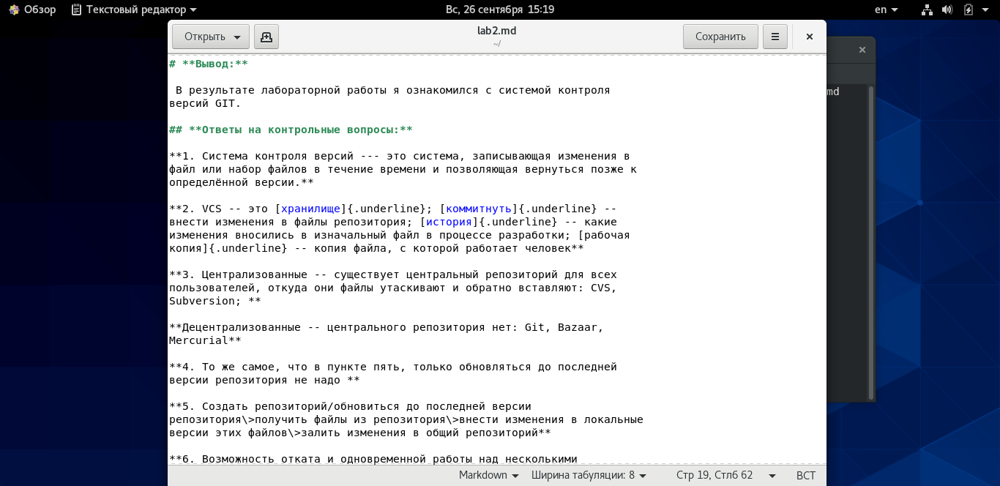 Обзор Текстовый редактор Вс, 26 сентября 15:19 en
Открыть lab2.md Сохранить
~/
md
# **Вывод:**
В результате лабораторной работы я ознакомился с системой контроля
версий GIT.
## **Ответы на контрольные вопросы:**
**1. Система контроля версий --- это система, записывающая изменения в
файл или набор файлов в течение времени и позволяющая вернуться позже к
определённой версии.**
**2. VCS -- это [хранилище]{.underline}; [коммитнуть]{.underline} --
внести изменения в файлы репозитория; [история]{.underline} -- какие
изменения вносились в изначальный файл в процессе разработки; [рабочая
копия]{.underline} -- копия файла, с которой работает человек**
**3. Централизованные -- существует центральный репозиторий для всех
пользователей, откуда они файлы утаскивают и обратно вставляют: CVS,
Subversion; **
**Децентрализованные -- центрального репозитория нет: Git, Bazaar,
Mercurial**
**4. То же самое, что в пункте пять, только обновляться до последней
версии репозитория не надо **
**5. Создать репозиторий/обновиться до последней версии
репозитория\>получить файлы из репозитория\>внести изменения в локальные
версии этих файлов\>залить изменения в общий репозиторий**
**6. Возможность отката и одновременной работы над несколькими
Markdown Ширина табуляции: 8 Стр 19, Стлб 62 ВСТ